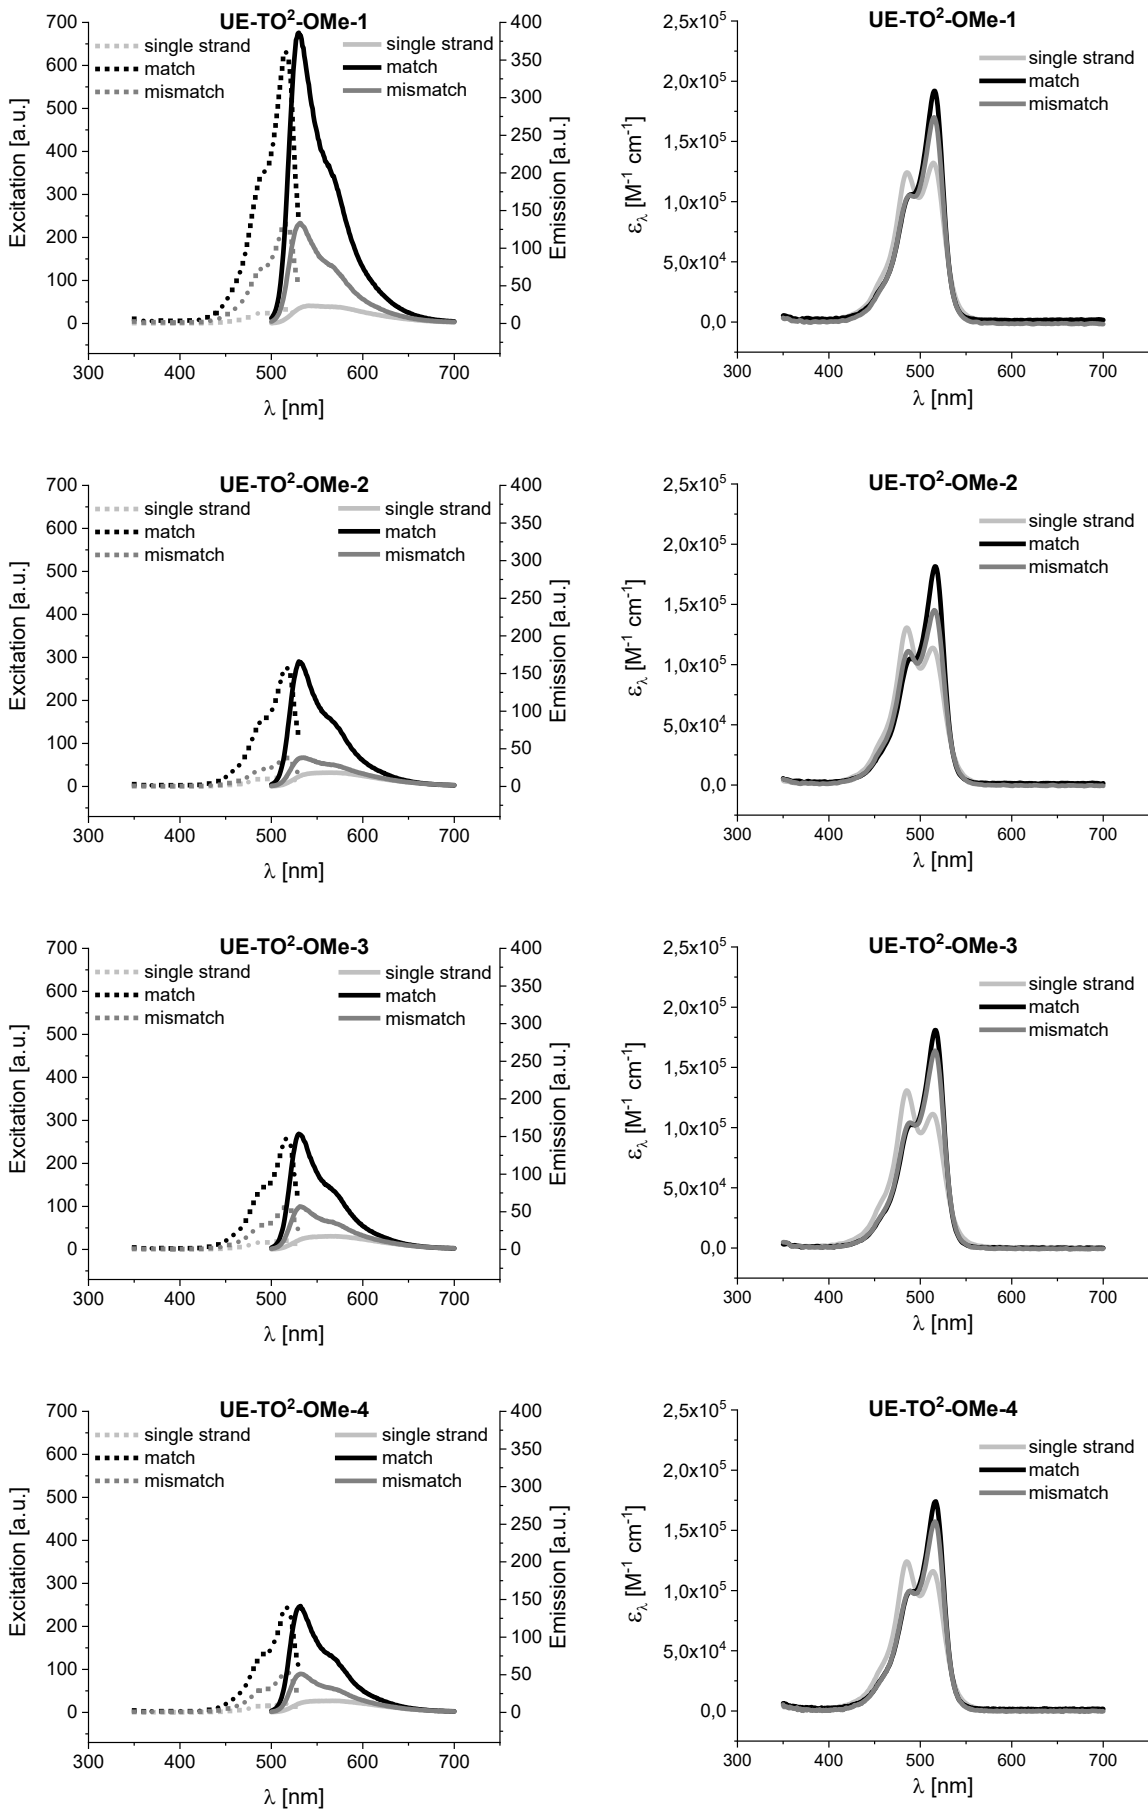 UE-TO²-OMe-1
single strand
match
mismatch
single strand
match
mismatch
Excitation [a.u.]
700
600
500
400
300
200
100
0
Emission [a.u.]
400
350
300
250
200
150
100
50
0
300 400 500 600 700
λ [nm]
UE-TO²-OMe-1
single strand
match
mismatch
ελ [M⁻¹ cm⁻¹]
2,5x10⁵
2,0x10⁵
1,5x10⁵
1,0x10⁵
5,0x10⁴
0,0
300 400 500 600 700
λ [nm]
UE-TO²-OMe-2
single strand
match
mismatch
single strand
match
mismatch
Excitation [a.u.]
700
600
500
400
300
200
100
0
Emission [a.u.]
400
350
300
250
200
150
100
50
0
300 400 500 600 700
λ [nm]
UE-TO²-OMe-2
single strand
match
mismatch
ελ [M⁻¹ cm⁻¹]
2,5x10⁵
2,0x10⁵
1,5x10⁵
1,0x10⁵
5,0x10⁴
0,0
300 400 500 600 700
λ [nm]
UE-TO²-OMe-3
single strand
match
mismatch
single strand
match
mismatch
Excitation [a.u.]
700
600
500
400
300
200
100
0
Emission [a.u.]
400
350
300
250
200
150
100
50
0
300 400 500 600 700
λ [nm]
UE-TO²-OMe-3
single strand
match
mismatch
ελ [M⁻¹ cm⁻¹]
2,5x10⁵
2,0x10⁵
1,5x10⁵
1,0x10⁵
5,0x10⁴
0,0
300 400 500 600 700
λ [nm]
UE-TO²-OMe-4
single strand
match
mismatch
single strand
match
mismatch
Excitation [a.u.]
700
600
500
400
300
200
100
0
Emission [a.u.]
400
350
300
250
200
150
100
50
0
300 400 500 600 700
λ [nm]
UE-TO²-OMe-4
single strand
match
mismatch
ελ [M⁻¹ cm⁻¹]
2,5x10⁵
2,0x10⁵
1,5x10⁵
1,0x10⁵
5,0x10⁴
0,0
300 400 500 600 700
λ [nm]